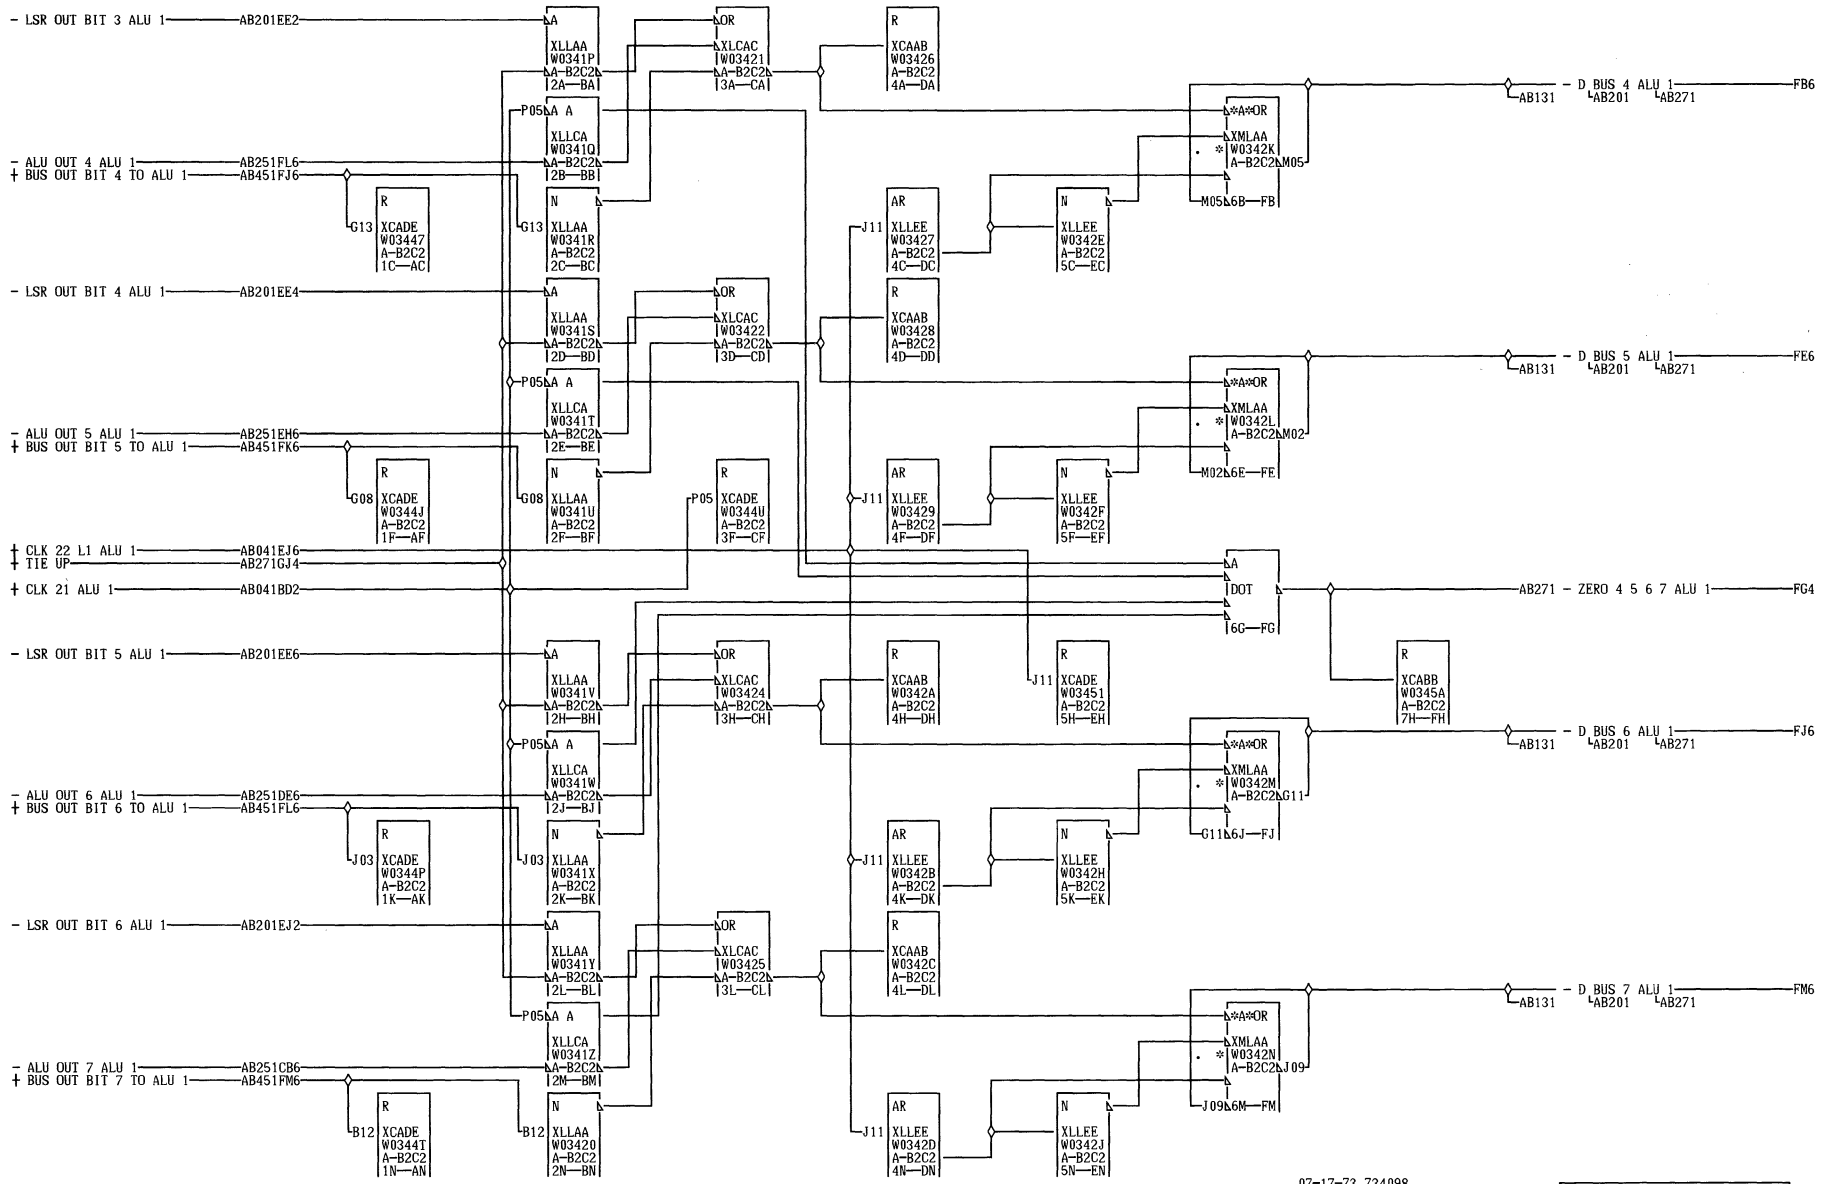 - LSR OUT BIT 3 ALU 1 AB201EE2
A
XLLAA
W0341P
A-B2C2
2A BA
OR
XLCAC
W03421
A-B2C2
3A CA
R
XCAAB
W03426
A-B2C2
4A DA
AB131 - D BUS 4 ALU 1 FB6
AB201 AB271
P05 A A
XLLCA
W0341Q
A-B2C2
2B BB
*A*OR
XMLAA
. * W0342K
A-B2C2 M05
M05 6B FB
- ALU OUT 4 ALU 1 AB251FL6
+ BUS OUT BIT 4 TO ALU 1 AB451FJ6
R
G13 XCADE
W03447
A-B2C2
1C AC
N
G13 XLLAA
W0341R
A-B2C2
2C BC
AR
J11 XLLEE
W03427
A-B2C2
4C DC
N
XLLEE
W0342E
A-B2C2
5C EC
- LSR OUT BIT 4 ALU 1 AB201EE4
A
XLLAA
W0341S
A-B2C2
2D BD
OR
XLCAC
W03422
A-B2C2
3D CD
R
XCAAB
W03428
A-B2C2
4D DD
AB131 - D BUS 5 ALU 1 FE6
AB201 AB271
P05 A A
XLLCA
W0341T
A-B2C2
2E BE
*A*OR
XMLAA
. * W0342L
A-B2C2 M02
M02 6E FE
- ALU OUT 5 ALU 1 AB251EH6
+ BUS OUT BIT 5 TO ALU 1 AB451FK6
R
G08 XCADE
W0344J
A-B2C2
1F AF
N
G08 XLLAA
W0341U
A-B2C2
2F BF
R
P05 XCADE
W0344U
A-B2C2
3F CF
AR
J11 XLLEE
W03429
A-B2C2
4F DF
N
XLLEE
W0342F
A-B2C2
5F EF
+ CLK 22 L1 ALU 1 AB041EJ6
+ TIE UP AB271GJ4
+ CLK 21 ALU 1 AB041BD2
A
DOT
6G FG
AB271 - ZERO 4 5 6 7 ALU 1 FG4
- LSR OUT BIT 5 ALU 1 AB201EE6
A
XLLAA
W0341V
A-B2C2
2H BH
OR
XLCAC
W03424
A-B2C2
3H CH
R
XCAAB
W0342A
A-B2C2
4H DH
R
J11 XCADE
W03451
A-B2C2
5H EH
R
XCABB
W0345A
A-B2C2
7H FH
AB131 - D BUS 6 ALU 1 FJ6
AB201 AB271
P05 A A
XLLCA
W0341W
A-B2C2
2J BJ
*A*OR
XMLAA
. * W0342M
A-B2C2 G11
G11 6J FJ
- ALU OUT 6 ALU 1 AB251DE6
+ BUS OUT BIT 6 TO ALU 1 AB451FL6
R
J03 XCADE
W0344P
A-B2C2
1K AK
N
J03 XLLAA
W0341X
A-B2C2
2K BK
AR
J11 XLLEE
W0342B
A-B2C2
4K DK
N
XLLEE
W0342H
A-B2C2
5K EK
- LSR OUT BIT 6 ALU 1 AB201EJ2
A
XLLAA
W0341Y
A-B2C2
2L BL
OR
XLCAC
W03425
A-B2C2
3L CL
R
XCAAB
W0342C
A-B2C2
4L DL
AB131 - D BUS 7 ALU 1 FM6
AB201 AB271
P05 A A
XLLCA
W0341Z
A-B2C2
2M BM
*A*OR
XMLAA
. * W0342N
A-B2C2 J09
J09 6M FM
- ALU OUT 7 ALU 1 AB251CB6
+ BUS OUT BIT 7 TO ALU 1 AB451FM6
R
B12 XCADE
W0344T
A-B2C2
1N AN
N
B12 XLLAA
W03420
A-B2C2
2N BN
AR
J11 XLLEE
W0342D
A-B2C2
4N DN
N
XLLEE
W0342J
A-B2C2
5N EN
07-17-73 724098